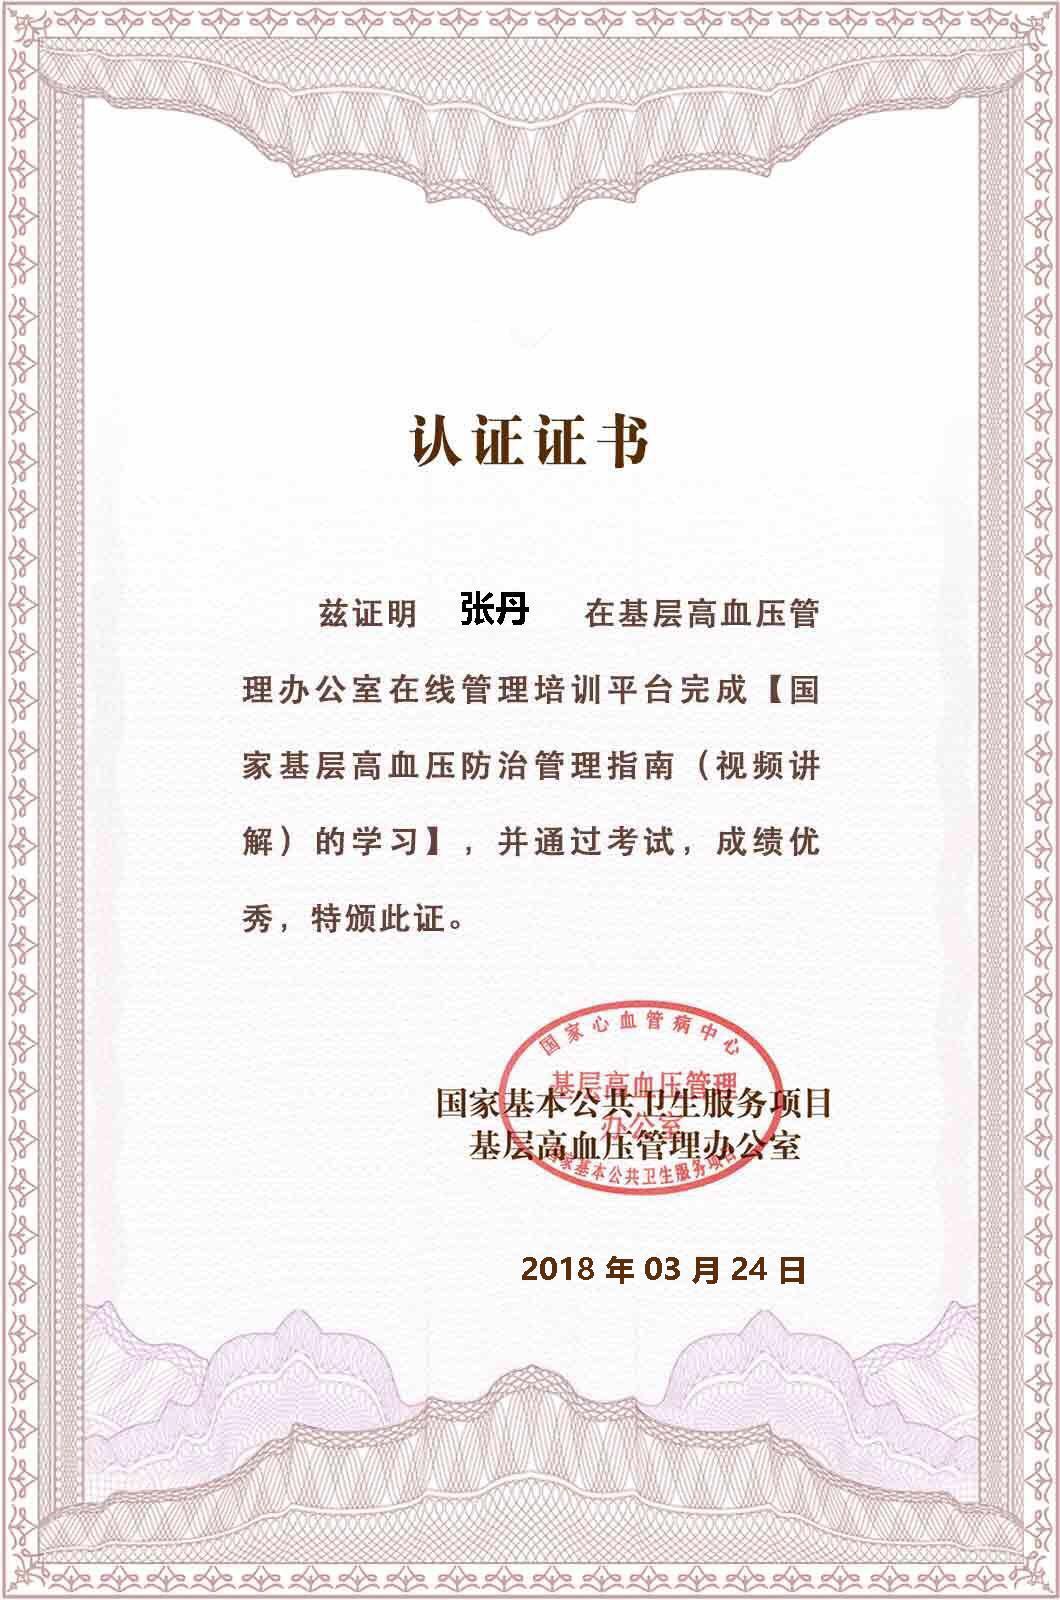 认证证书
兹证明 张丹 在基层高血压管
理办公室在线管理培训平台完成【国
家基层高血压防治管理指南（视频讲
解）的学习】，并通过考试，成绩优
秀，特颁此证。
国家心血管病中心
基层高血压管理
办公室
国家基本公共卫生服务项目
国家基本公共卫生服务项目
基层高血压管理办公室
2018 年 03 月 24 日